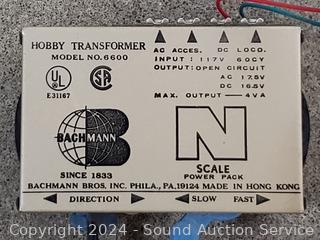 HOBBY TRANSFORMER
MODEL NO. 6600
UL
E31167
SA
AC ACCES. DC LOCO.
INPUT: 117V 60CY
OUTPUT: OPEN CIRCUIT
AC 17.5V
DC 16.5V
MAX. OUTPUT — 4VA
BACHMANN
SINCE 1833
N
SCALE
POWER PACK
BACHMANN BROS. INC. PHILA., PA, 19124 MADE IN HONG KONG
DIRECTION
SLOW FAST
Copyright 2024 - Sound Auction Service